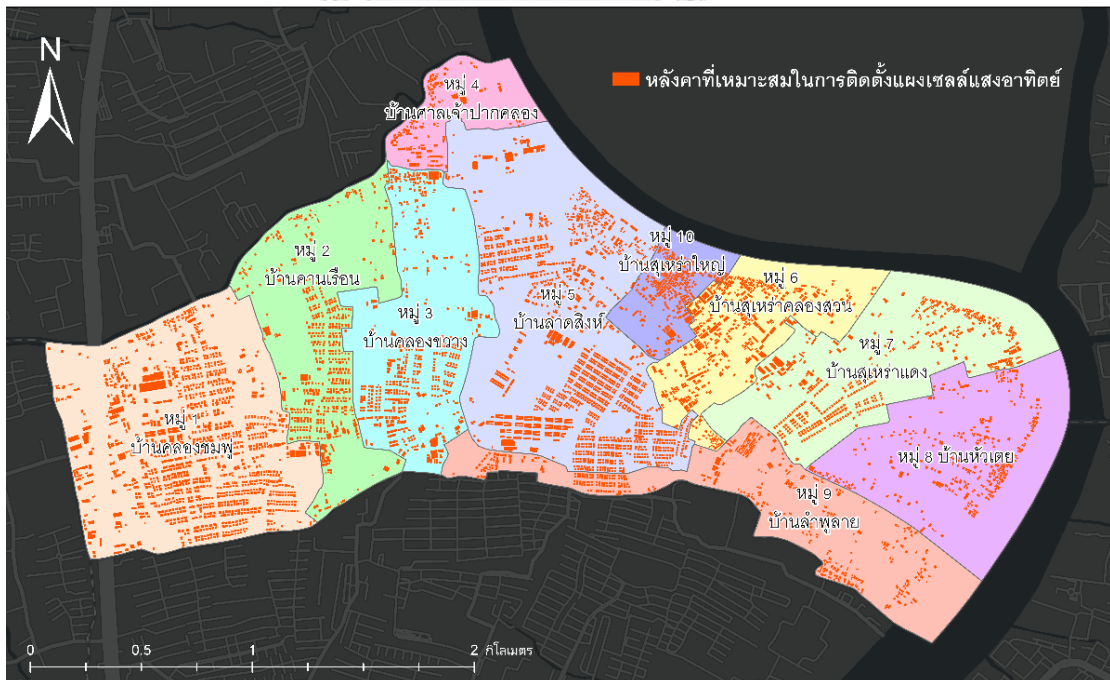 N
หลังคาที่เหมาะสมในการติดตั้งแผงเซลล์แสงอาทิตย์
หมู่ 4
บ้านศาลเจ้าปากคลอง
หมู่ 10
บ้านสุเหร่าใหญ่
หมู่ 2
บ้านคานเรือน
หมู่ 6
บ้านสุเหร่าคลองสวน
หมู่ 5
บ้านลาดสิงห์
หมู่ 3
บ้านคลองขวาง
หมู่ 7
บ้านสุเหร่าแดง
หมู่ 1
บ้านคลองชมพู
หมู่ 8 บ้านหัวเตย
หมู่ 9
บ้านลำพูลาย
0 0.5 1 2 กิโลเมตร